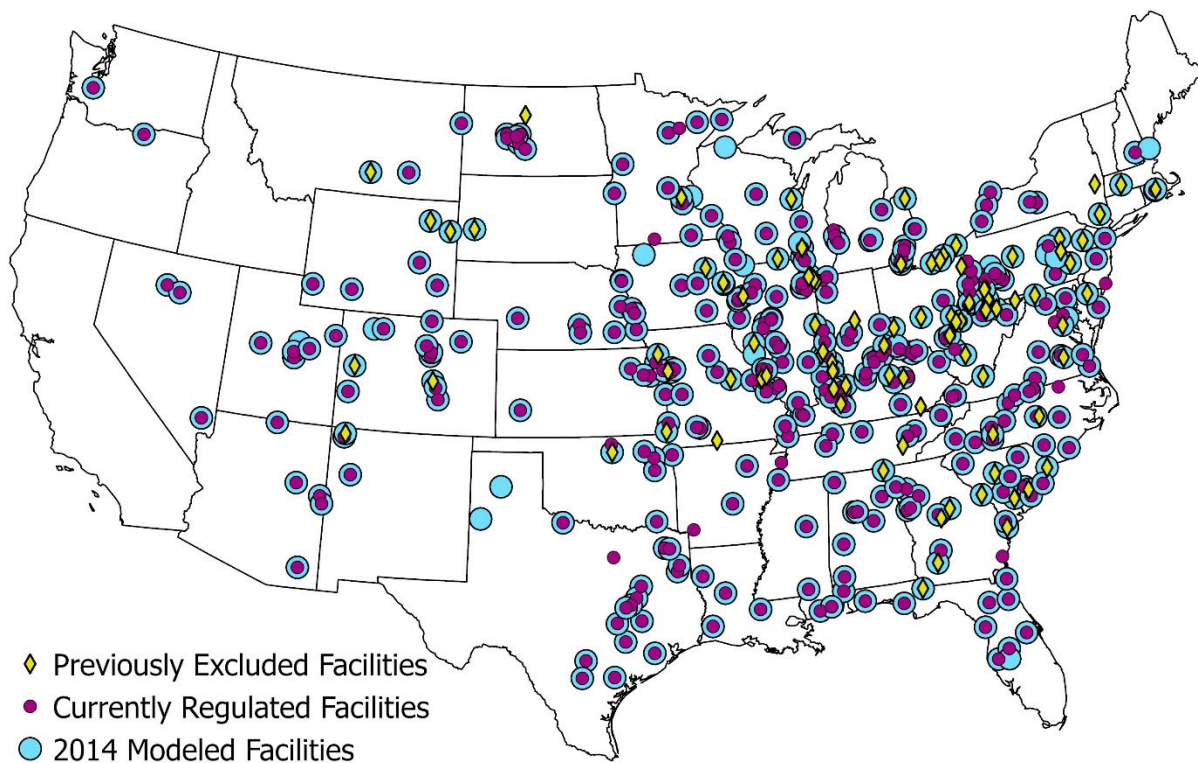 Previously Excluded Facilities
Currently Regulated Facilities
2014 Modeled Facilities